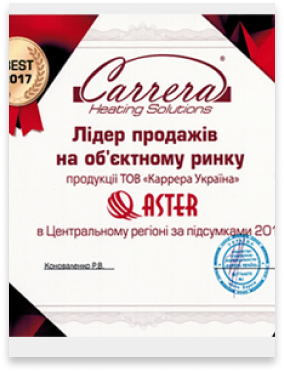 BEST
2017
Carrera®
Heating Solutions
Лідер продажів
на об'єктному ринку
продукції ТОВ «Каррера Україна»
ASTER
в Центральному регіоні за підсумками 201
Коноваленко Р.В.